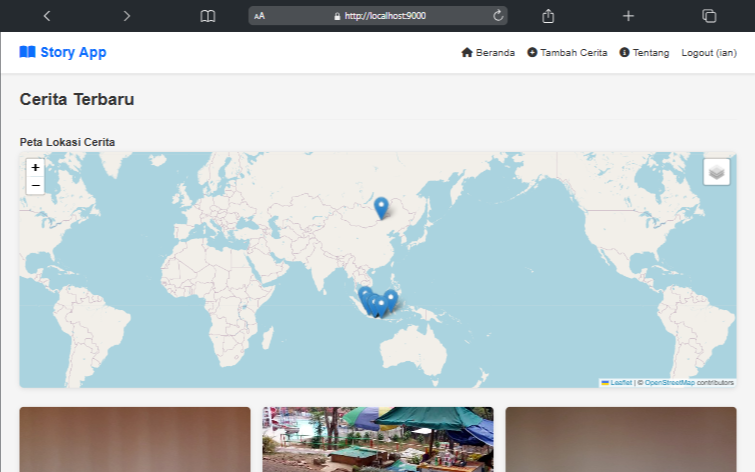 AA http://localhost:9000
Story App
Beranda Tambah Cerita Tentang Logout (ian)
Cerita Terbaru
Peta Lokasi Cerita
+
−
Leaflet | © OpenStreetMap contributors